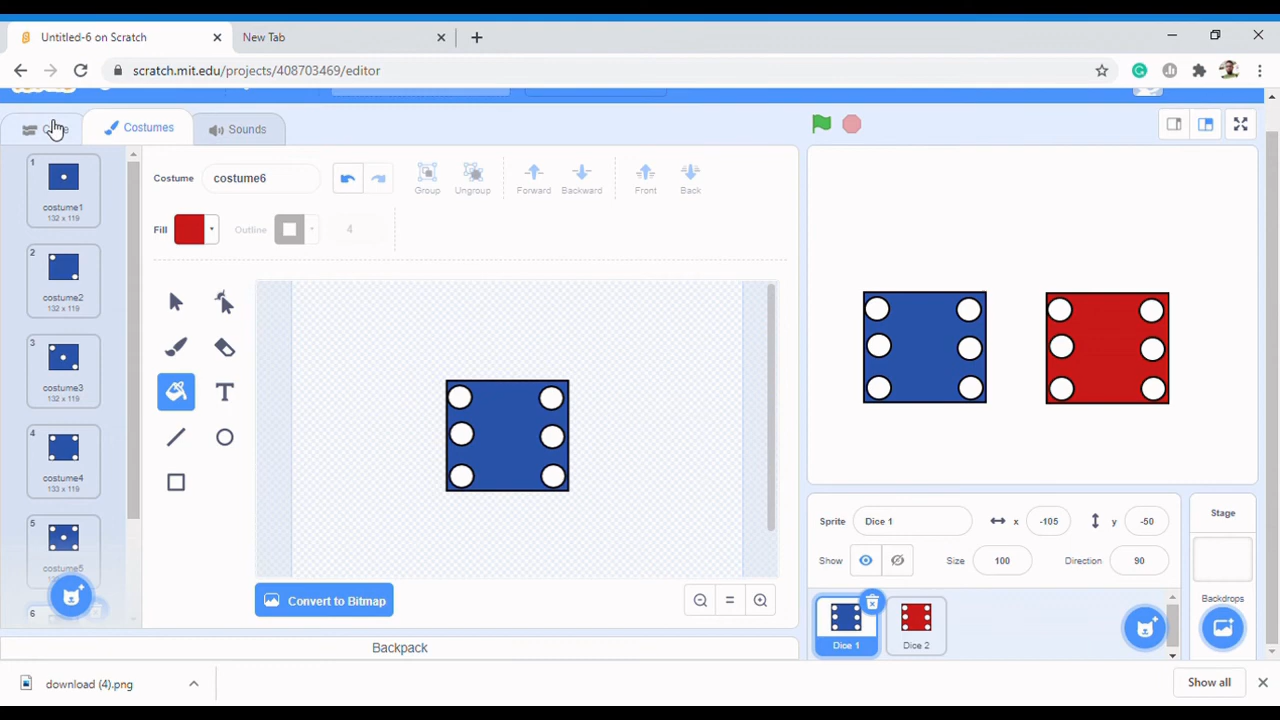 Untitled-6 on Scratch
New Tab
scratch.mit.edu/projects/408703469/editor
Costumes
Sounds
1
costume1
132 x 119
2
costume2
132 x 119
3
costume3
132 x 119
4
costume4
133 x 119
5
costume5
6
Costume
costume6
Group
Ungroup
Forward
Backward
Front
Back
Fill
Outline
4
T
Convert to Bitmap
Backpack
Sprite
Dice 1
x
-105
y
-50
Show
Size
100
Direction
90
Dice 1
Dice 2
Stage
Backdrops
download (4).png
Show all